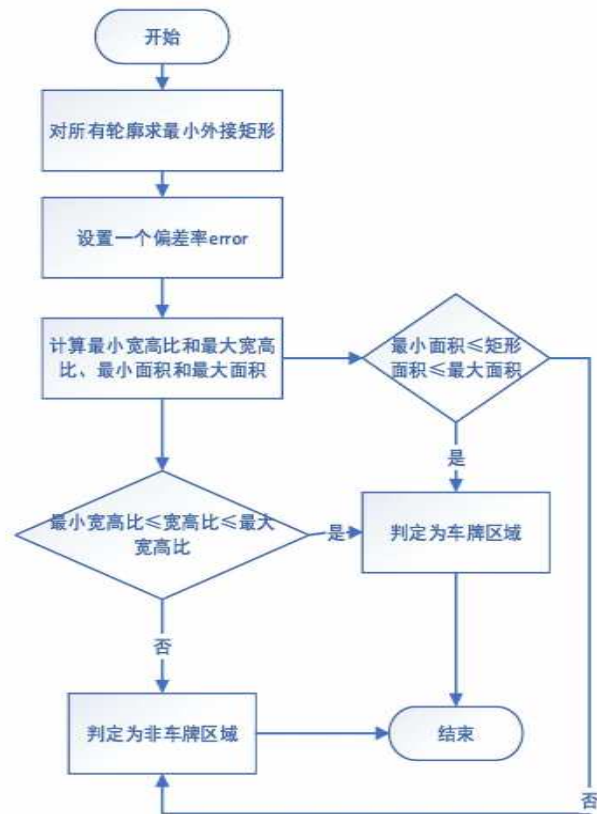 开始
对所有轮廓求最小外接矩形
设置一个偏差率error
计算最小宽高比和最大宽高
比、最小面积和最大面积
最小面积≤矩形
面积≤最大面积
是
最小宽高比≤宽高比≤最大
宽高比
是
判定为车牌区域
否
判定为非车牌区域
结束
否